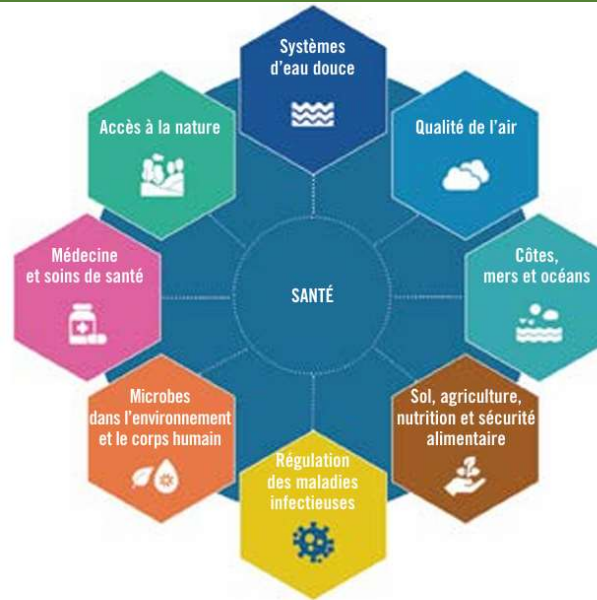 Systèmes
d'eau douce
Accès à la nature
Qualité de l'air
Médecine
et soins de santé
Côtes,
mers et océans
SANTÉ
Microbes
dans l'environnement
et le corps humain
Sol, agriculture,
nutrition et sécurité
alimentaire
Régulation
des maladies
infectieuses